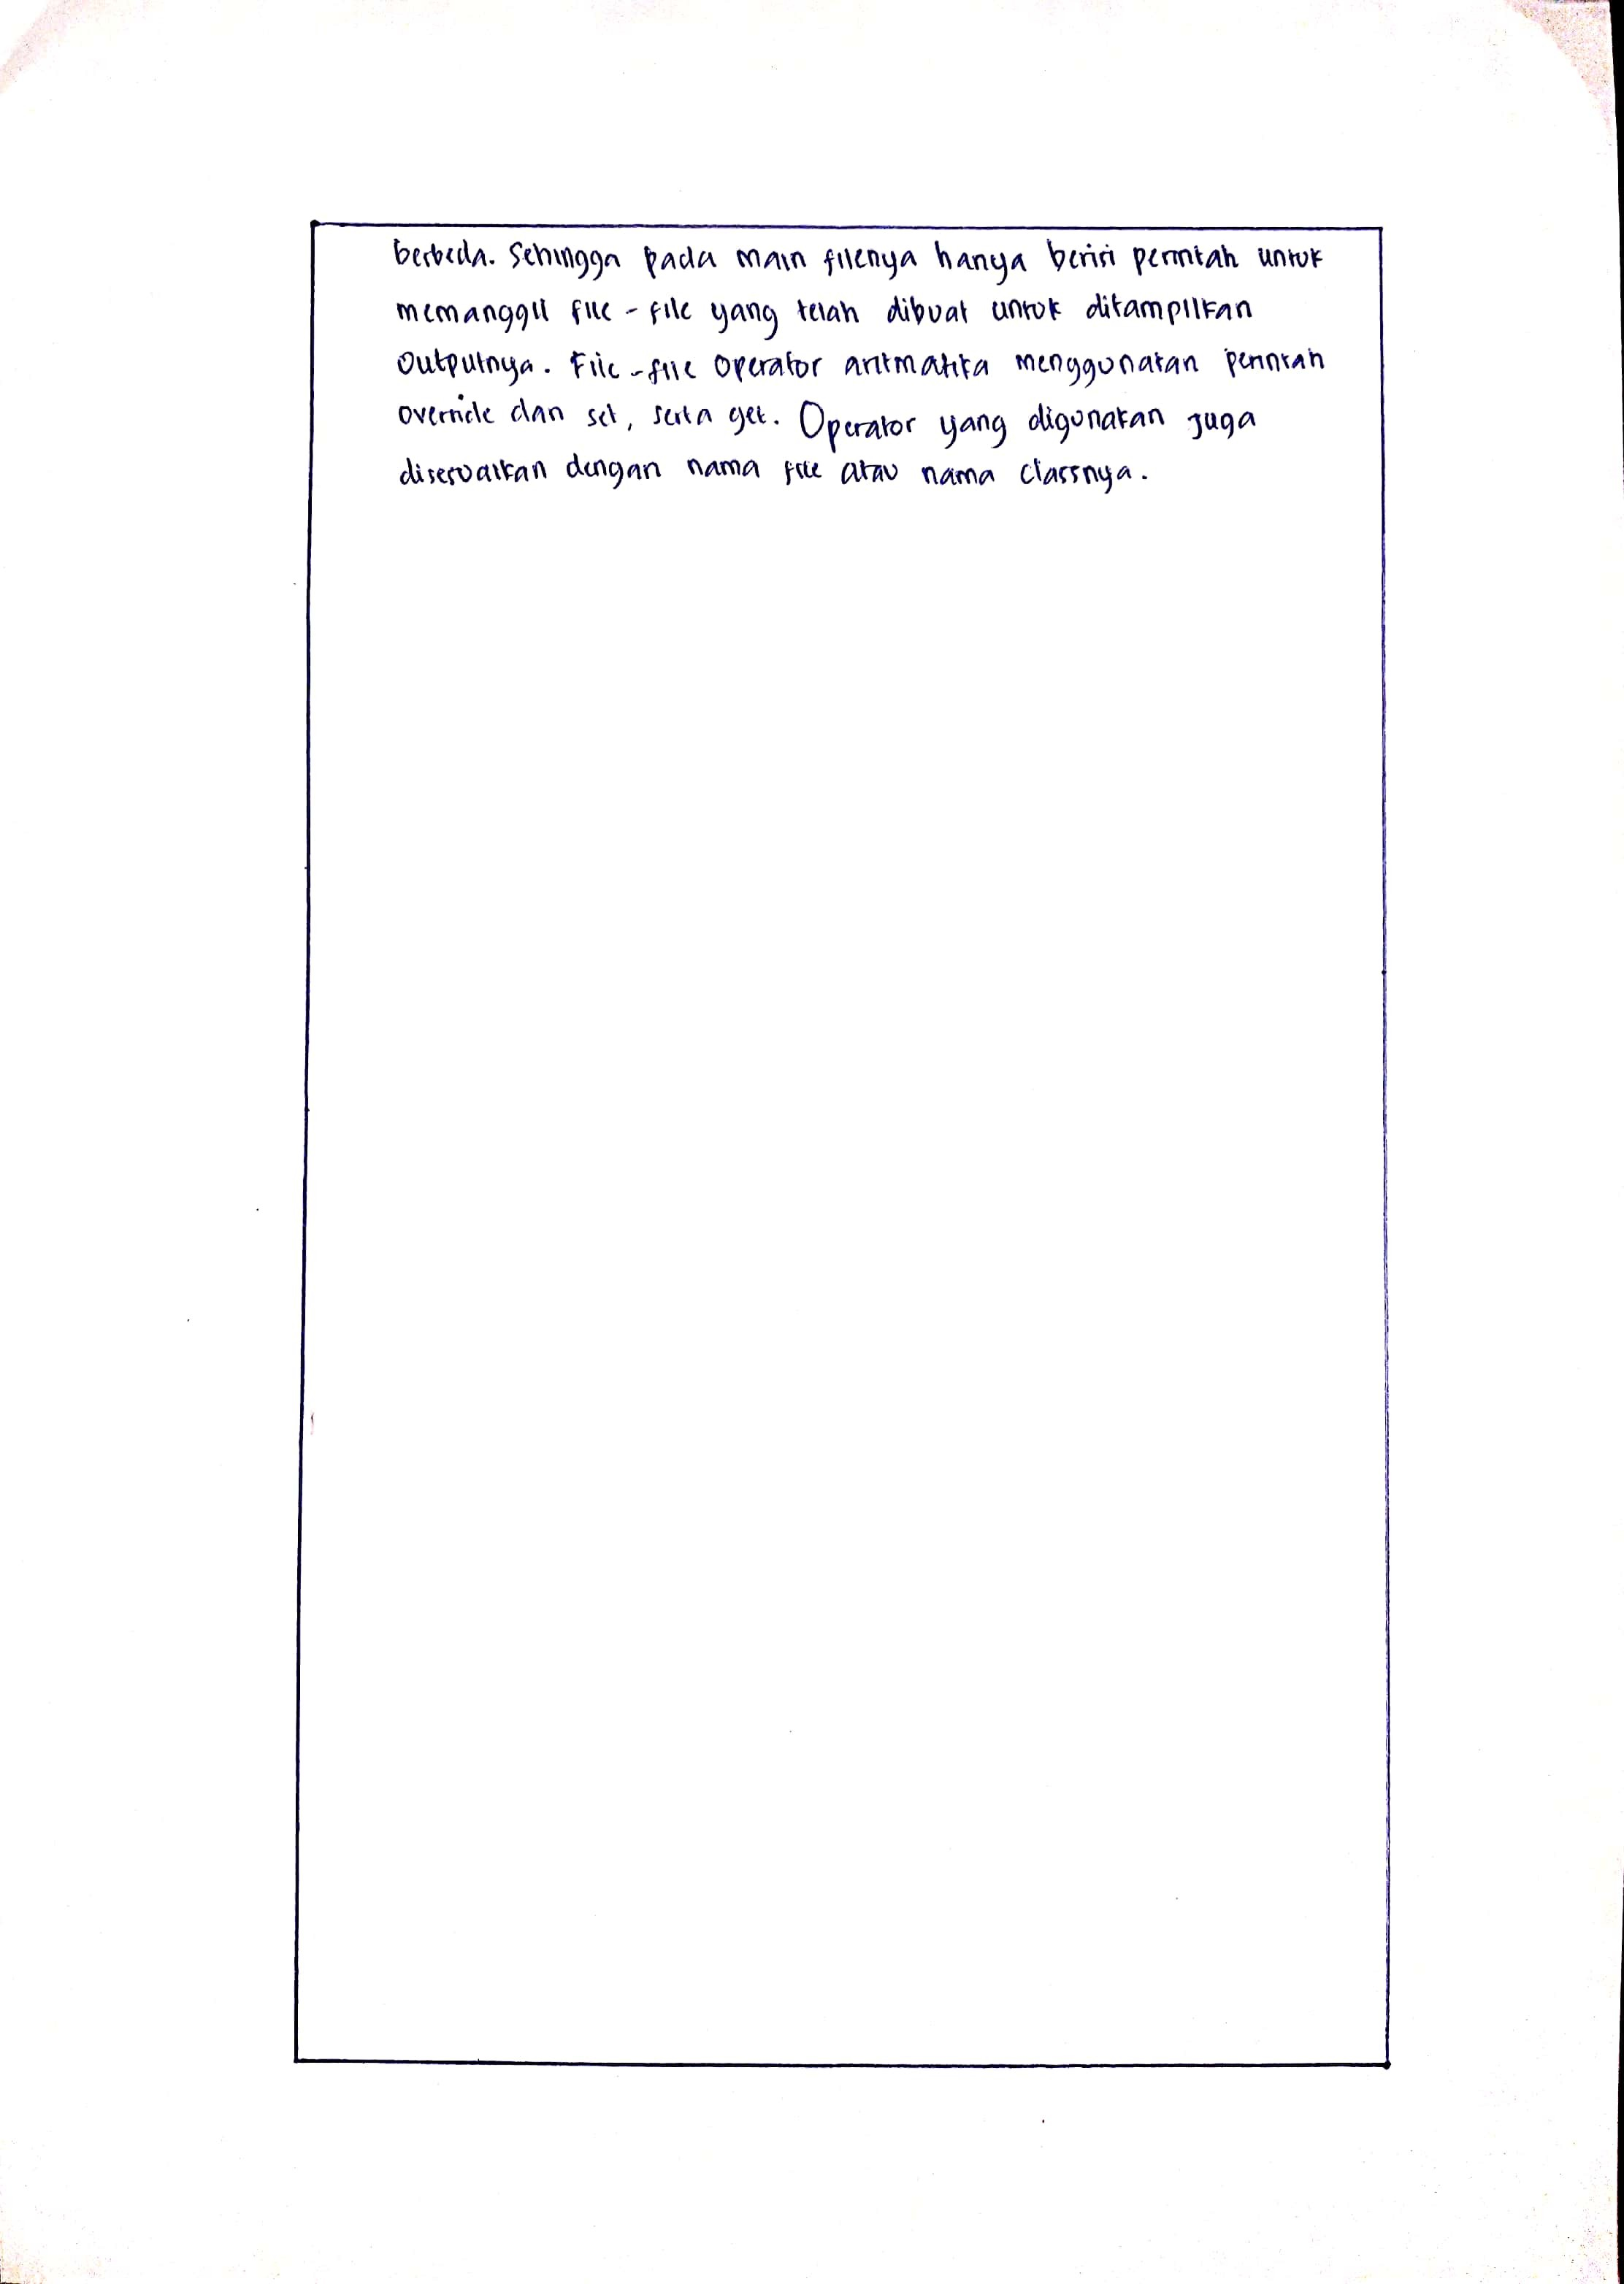 berbeda. Sehingga pada main filenya hanya berisi perintah untuk
memanggil file - file yang telah dibuat untuk ditampilkan
outputnya. File - file operator aritmatika menggunakan perintah
override dan set, serta get. Operator yang digunakan juga
disesuaikan dengan nama file atau nama classnya.